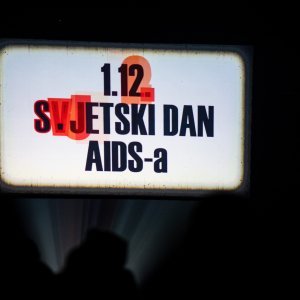 1.12.
SVJETSKI DAN
AIDS-a